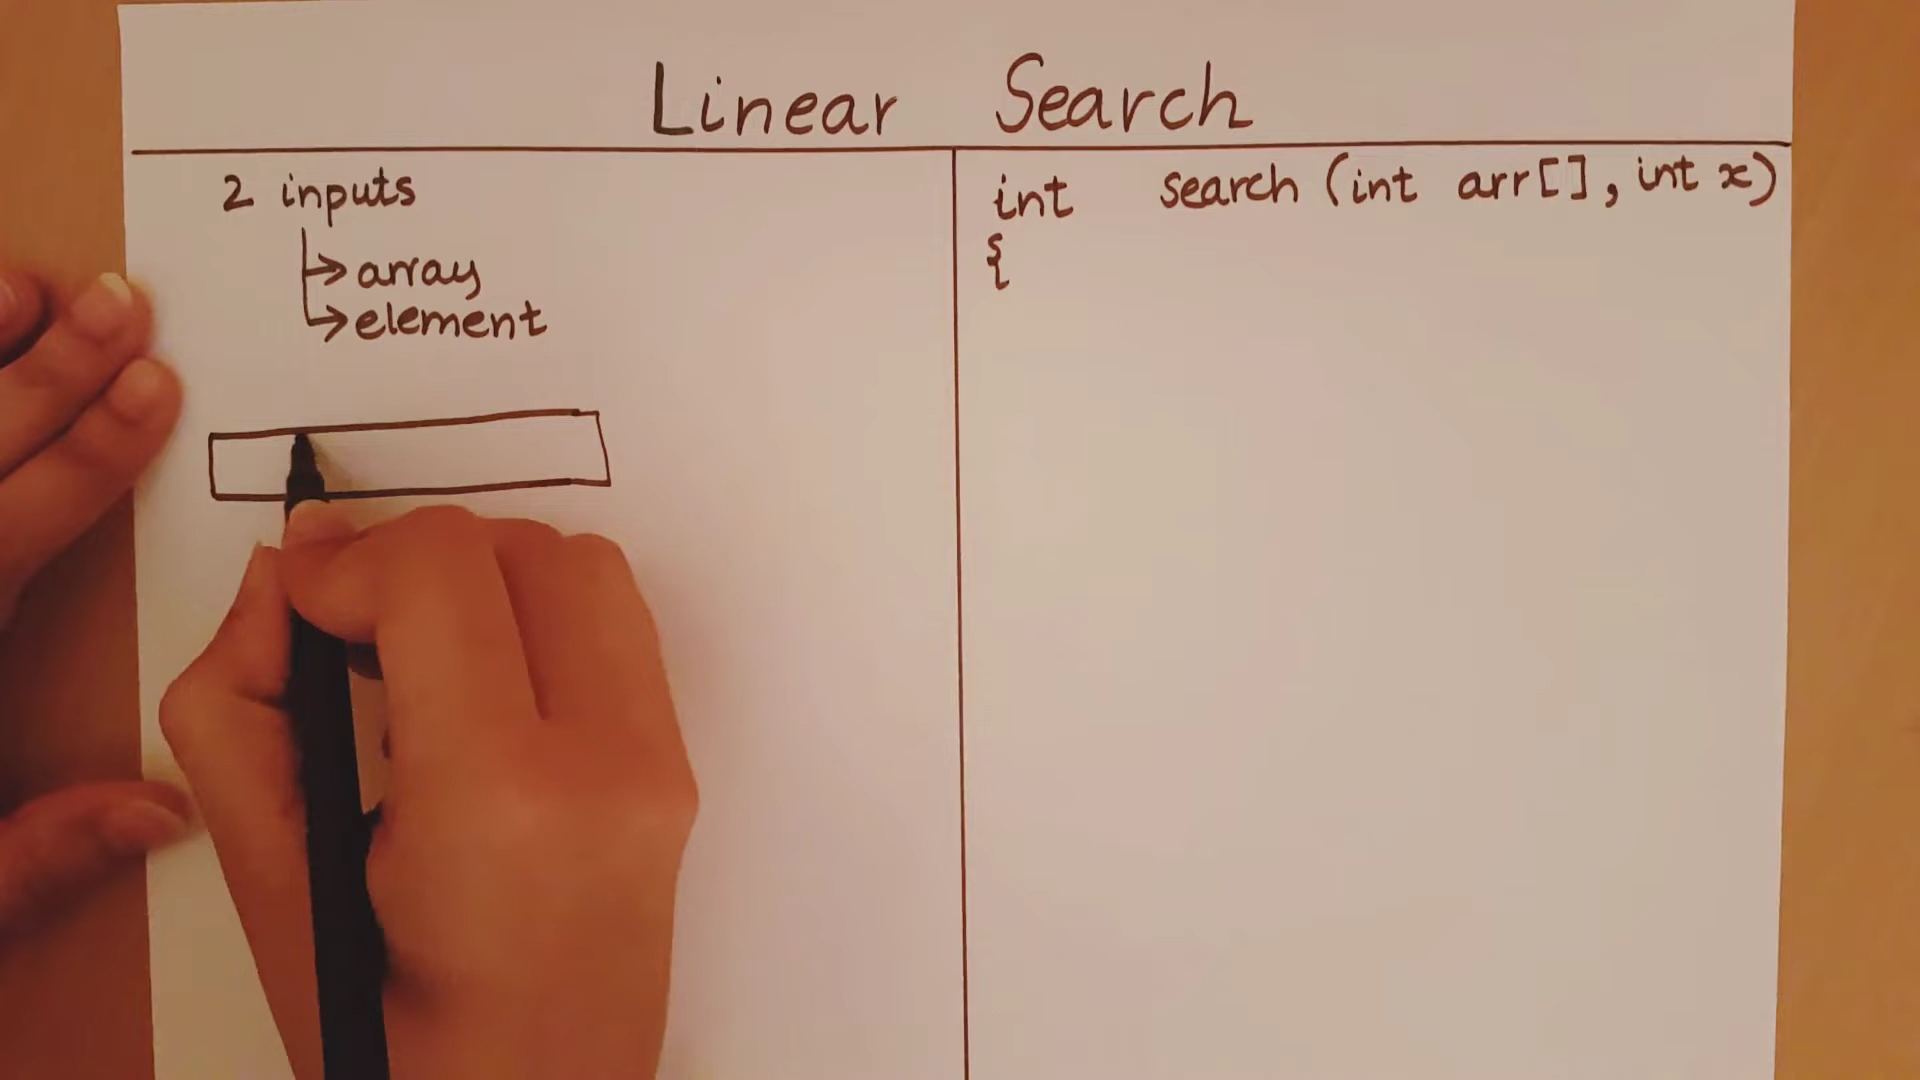 Linear Search
2 inputs
array
element
int search (int arr[], int x)
{